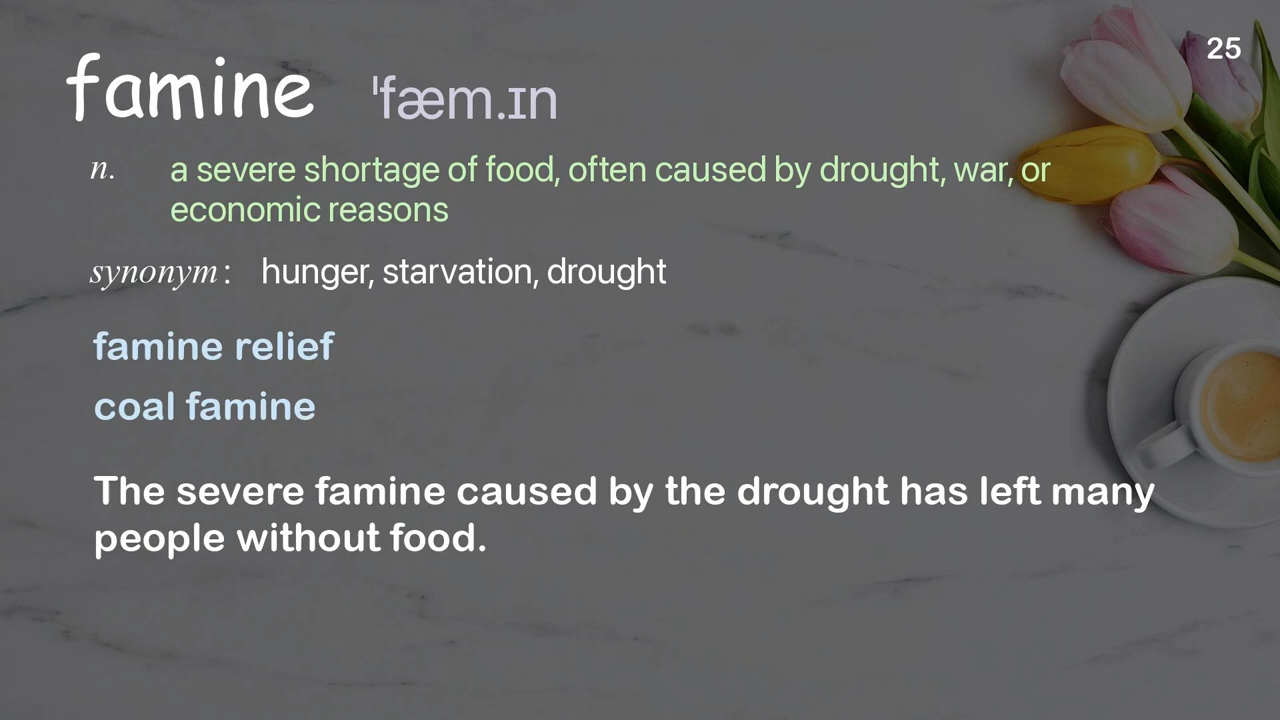 25
famine ˈfæm.ɪn
n. a severe shortage of food, often caused by drought, war, or
economic reasons
synonym: hunger, starvation, drought
famine relief
coal famine
The severe famine caused by the drought has left many
people without food.